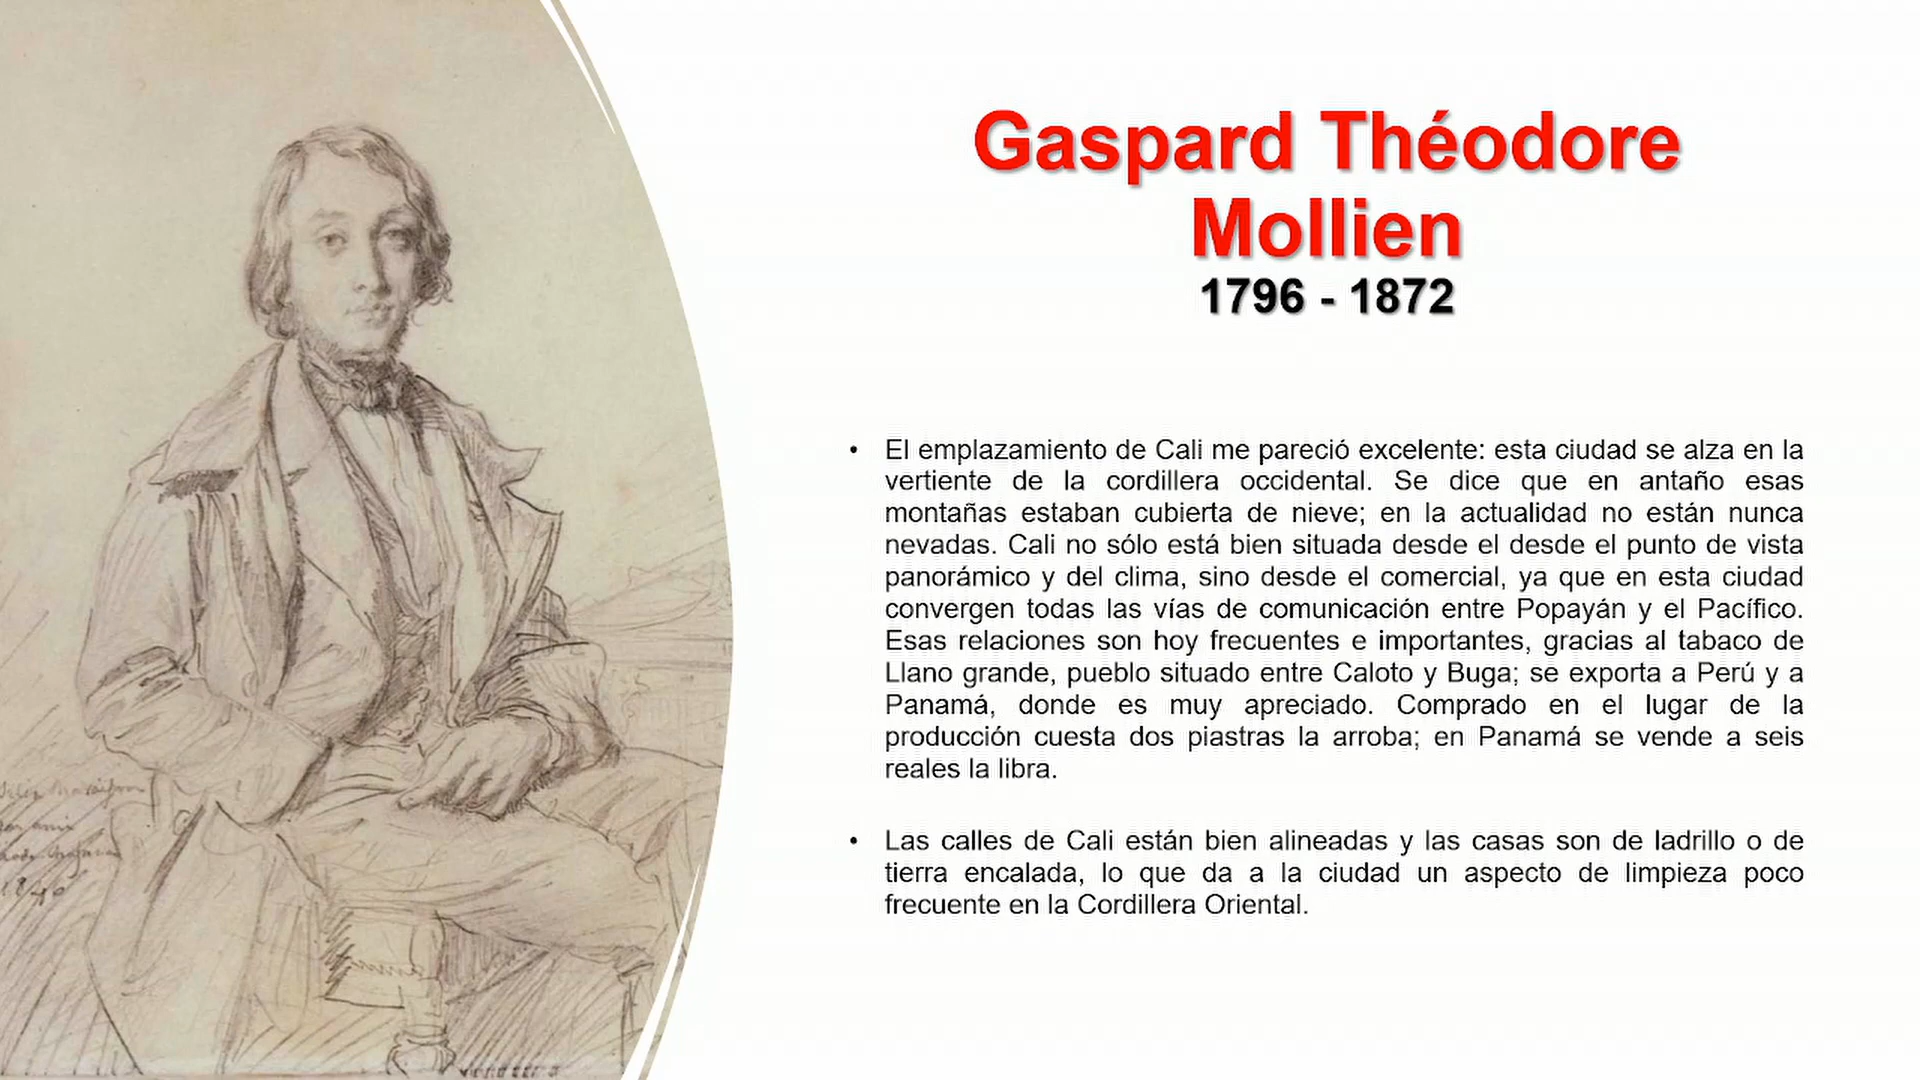 Gaspard Théodore
Mollien
1796 - 1872
• El emplazamiento de Cali me pareció excelente: esta ciudad se alza en la
vertiente de la cordillera occidental. Se dice que en antaño esas
montañas estaban cubierta de nieve; en la actualidad no están nunca
nevadas. Cali no sólo está bien situada desde el desde el punto de vista
panorámico y del clima, sino desde el comercial, ya que en esta ciudad
convergen todas las vías de comunicación entre Popayán y el Pacífico.
Esas relaciones son hoy frecuentes e importantes, gracias al tabaco de
Llano grande, pueblo situado entre Caloto y Buga; se exporta a Perú y a
Panamá, donde es muy apreciado. Comprado en el lugar de la
producción cuesta dos piastras la arroba; en Panamá se vende a seis
reales la libra.
• Las calles de Cali están bien alineadas y las casas son de ladrillo o de
tierra encalada, lo que da a la ciudad un aspecto de limpieza poco
frecuente en la Cordillera Oriental.